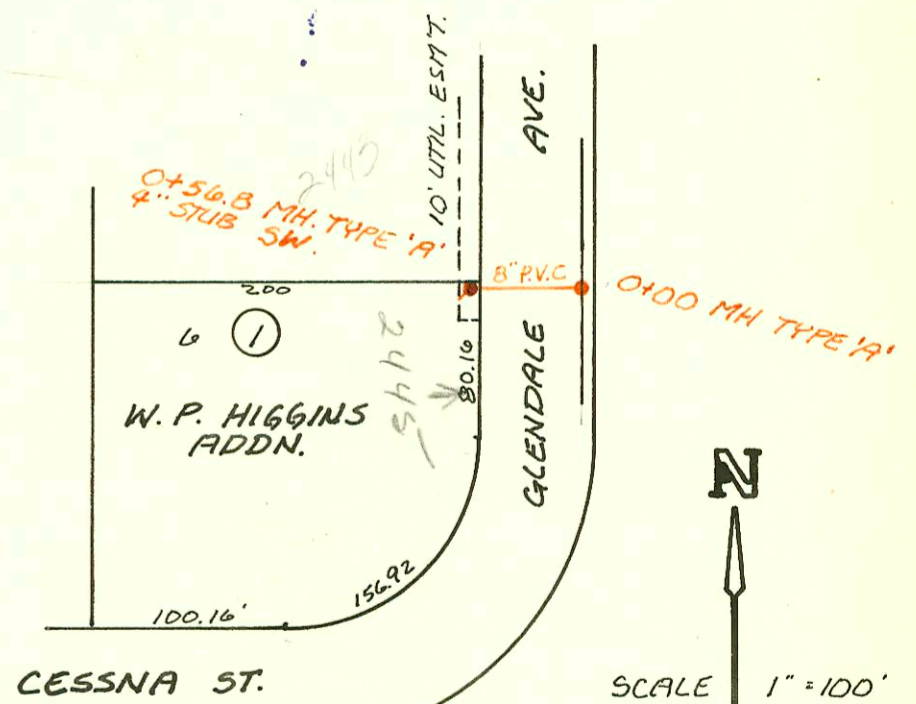 10' UTIL. ESM'T.
AVE.
2445
0+56.8 MH. TYPE 'A'
4" STUB
SW.
8" P.V.C
0+00 MH TYPE 'A'
200
6 1
2445
80.16
GLENDALE
W. P. HIGGINS
ADDN.
N
156.92
100.16'
CESSNA ST.
SCALE 1" = 100'